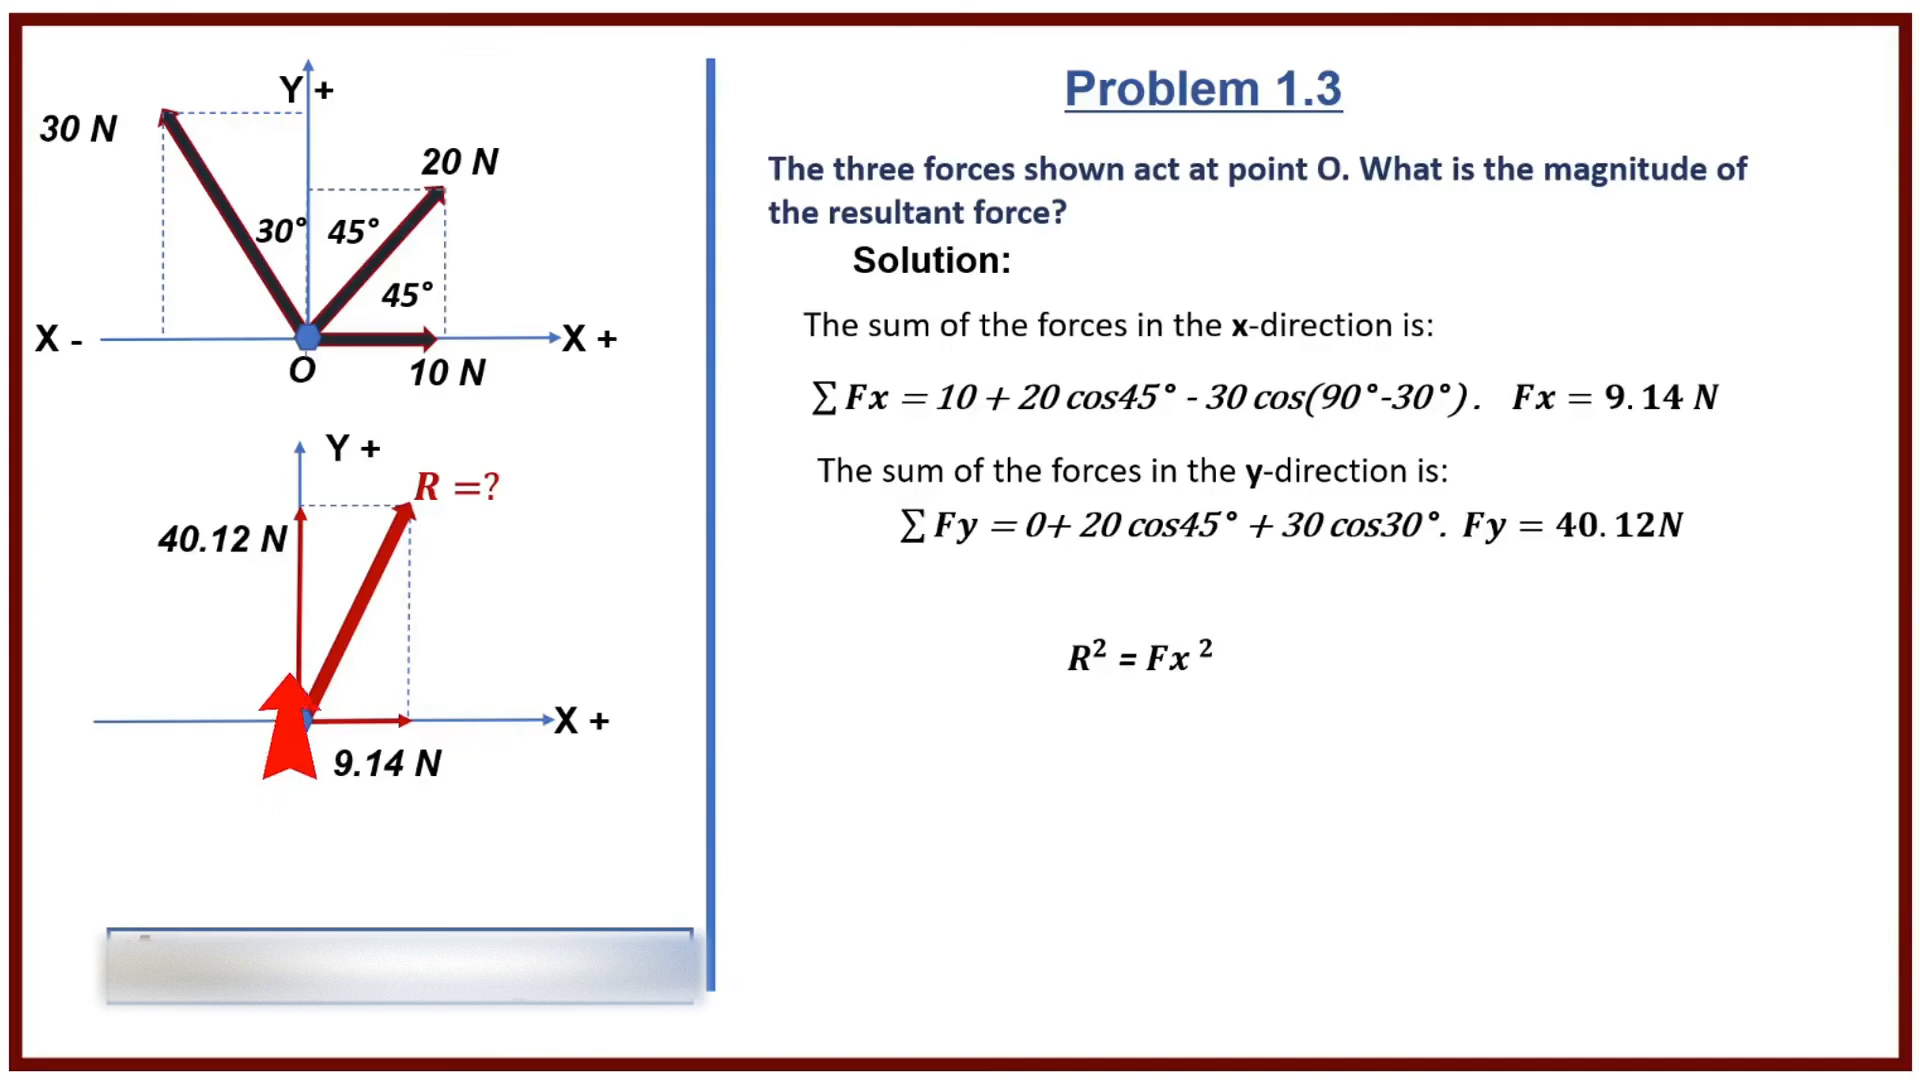 Problem 1.3
The three forces shown act at point O. What is the magnitude of
the resultant force?
Solution:
The sum of the forces in the x-direction is:
∑ Fx = 10 + 20 cos45° - 30 cos(90°-30°). Fx = 9.14 N
The sum of the forces in the y-direction is:
∑ Fy = 0+ 20 cos45° + 30 cos30°. Fy = 40.12N
R² = Fx ²
Y +
30 N
20 N
30°
45°
45°
X -
X +
O
10 N
Y +
R =?
40.12 N
X +
9.14 N